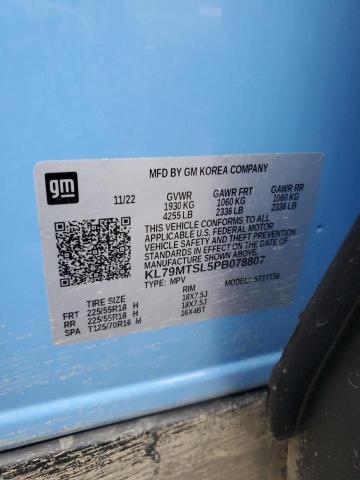 gm
MFD BY GM KOREA COMPANY
11/22 GVWR GAWR FRT GAWR RR
1930 KG 1060 KG 1060 KG
4255 LB 2336 LB 2336 LB
THIS VEHICLE CONFORMS TO ALL
APPLICABLE U.S. FEDERAL MOTOR
VEHICLE SAFETY, BUMPER, AND THEFT
PREVENTION STANDARDS IN EFFECT ON
THE DATE OF MANUFACTURE SHOWN ABOVE.
KL79MTSL5PB078807
TYPE: MPV
TIRE SIZE RIM
FRT 225/55R18 H 18X7.5J
RR 225/55R18 H 18X7.5J
SPA T125/70R16 M 16X4BT